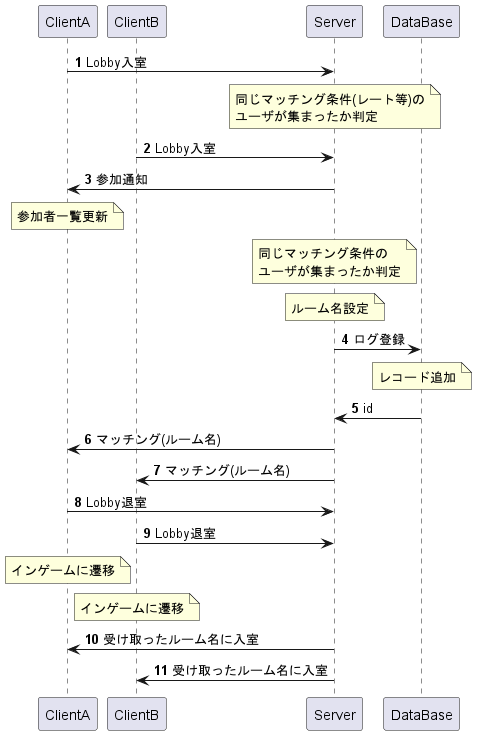 ClientA ClientB Server DataBase
1 Lobby入室
同じマッチング条件(レート等)の
ユーザが集まったか判定
2 Lobby入室
3 参加通知
参加者一覧更新
同じマッチング条件の
ユーザが集まったか判定
ルーム名設定
4 ログ登録
レコード追加
5 id
6 マッチング(ルーム名)
7 マッチング(ルーム名)
8 Lobby退室
9 Lobby退室
インゲームに遷移
インゲームに遷移
10 受け取ったルーム名に入室
11 受け取ったルーム名に入室
ClientA ClientB Server DataBase